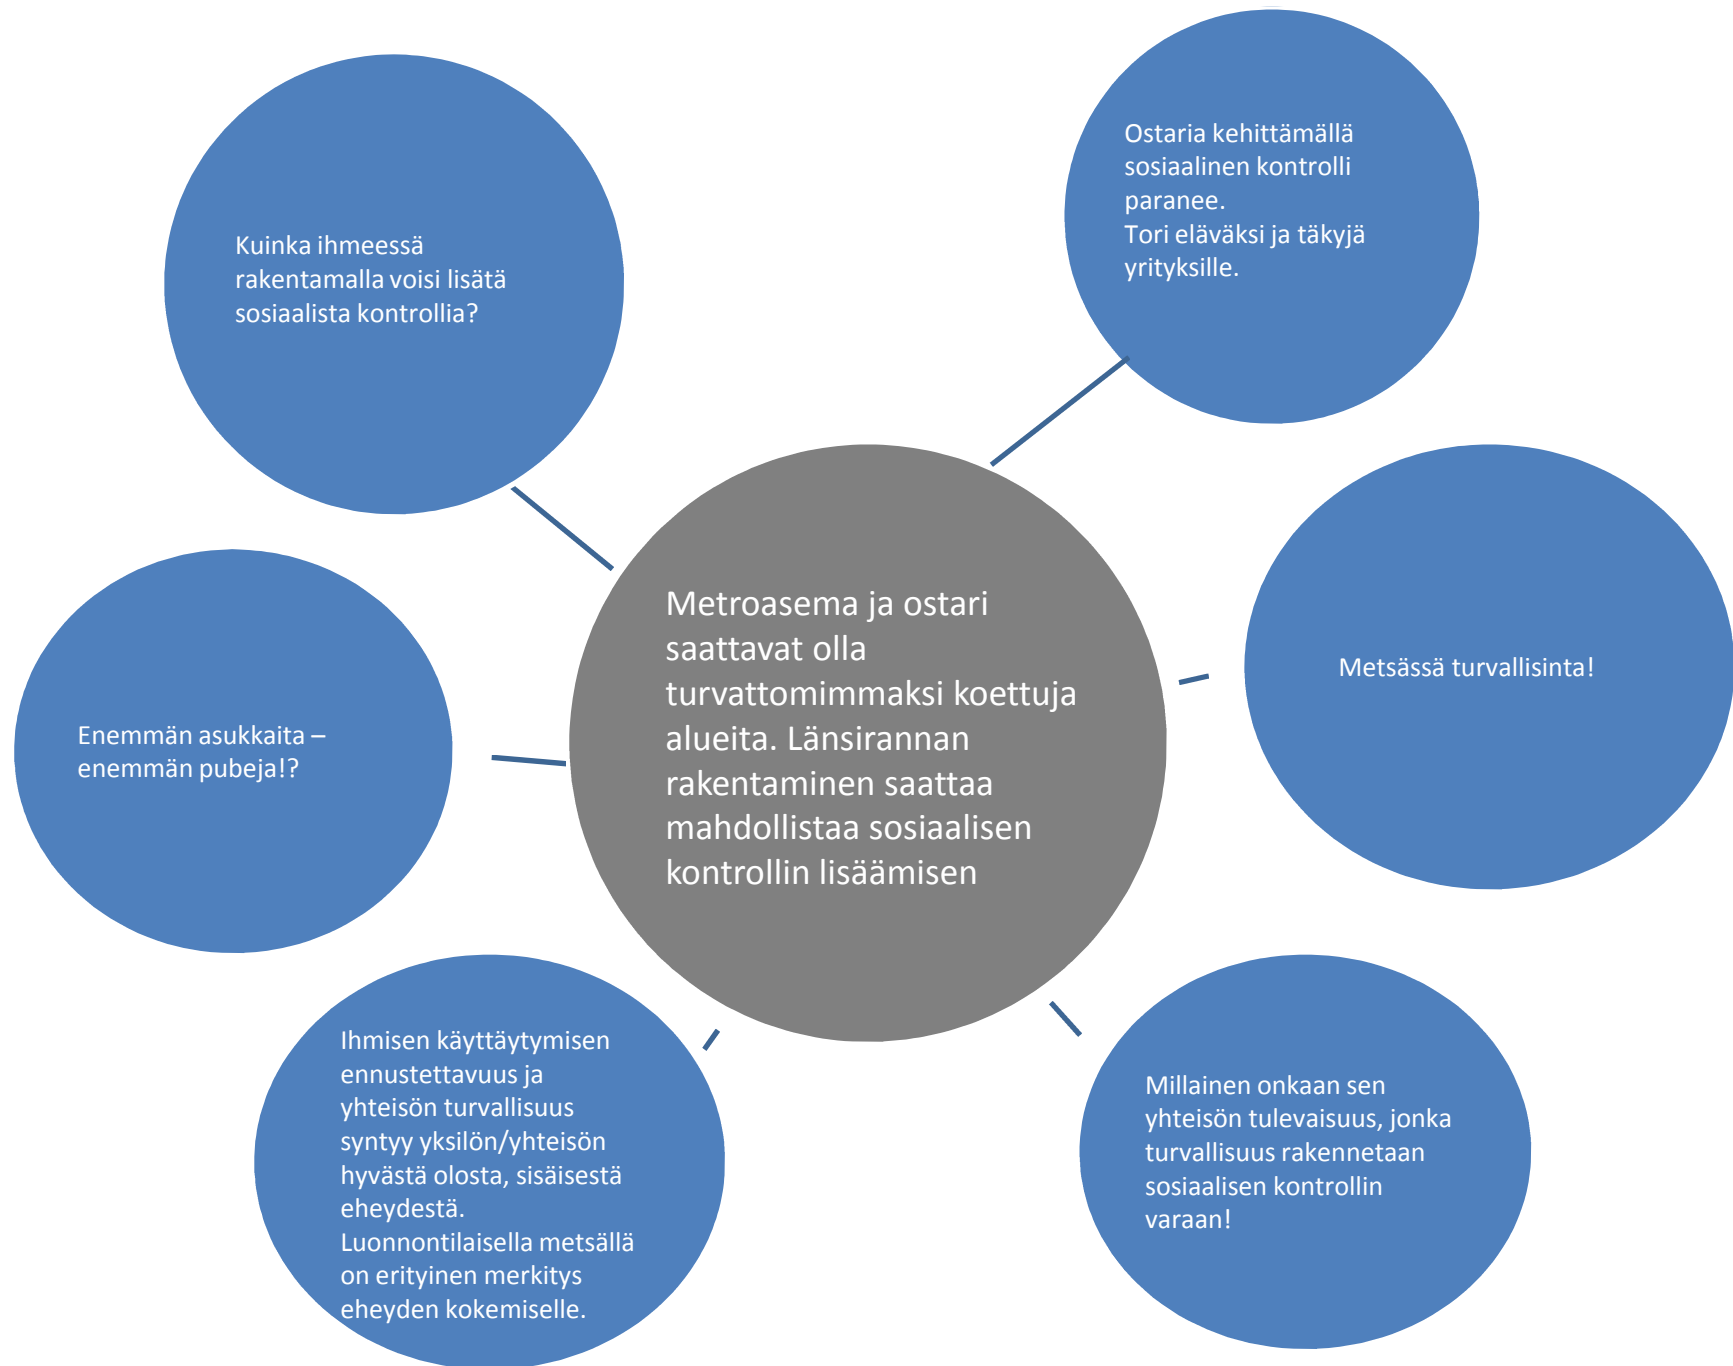 Kuinka ihmeessä
rakentamalla voisi lisätä
sosiaalista kontrollia?
Ostaria kehittämällä
sosiaalinen kontrolli
paranee.
Tori eläväksi ja täkyjä
yrityksille.
Metroasema ja ostari
saattavat olla
turvattomimmaksi koettuja
alueita. Länsirannan
rakentaminen saattaa
mahdollistaa sosiaalisen
kontrollin lisäämisen
Metsässä turvallisinta!
Enemmän asukkaita –
enemmän pubeja!?
Ihmisen käyttäytymisen
ennustettavuus ja
yhteisön turvallisuus
syntyy yksilön/yhteisön
hyvästä olosta, sisäisestä
eheydestä.
Luonnontilaisella metsällä
on erityinen merkitys
eheyden kokemiselle.
Millainen onkaan sen
yhteisön tulevaisuus, jonka
turvallisuus rakennetaan
sosiaalisen kontrollin
varaan!